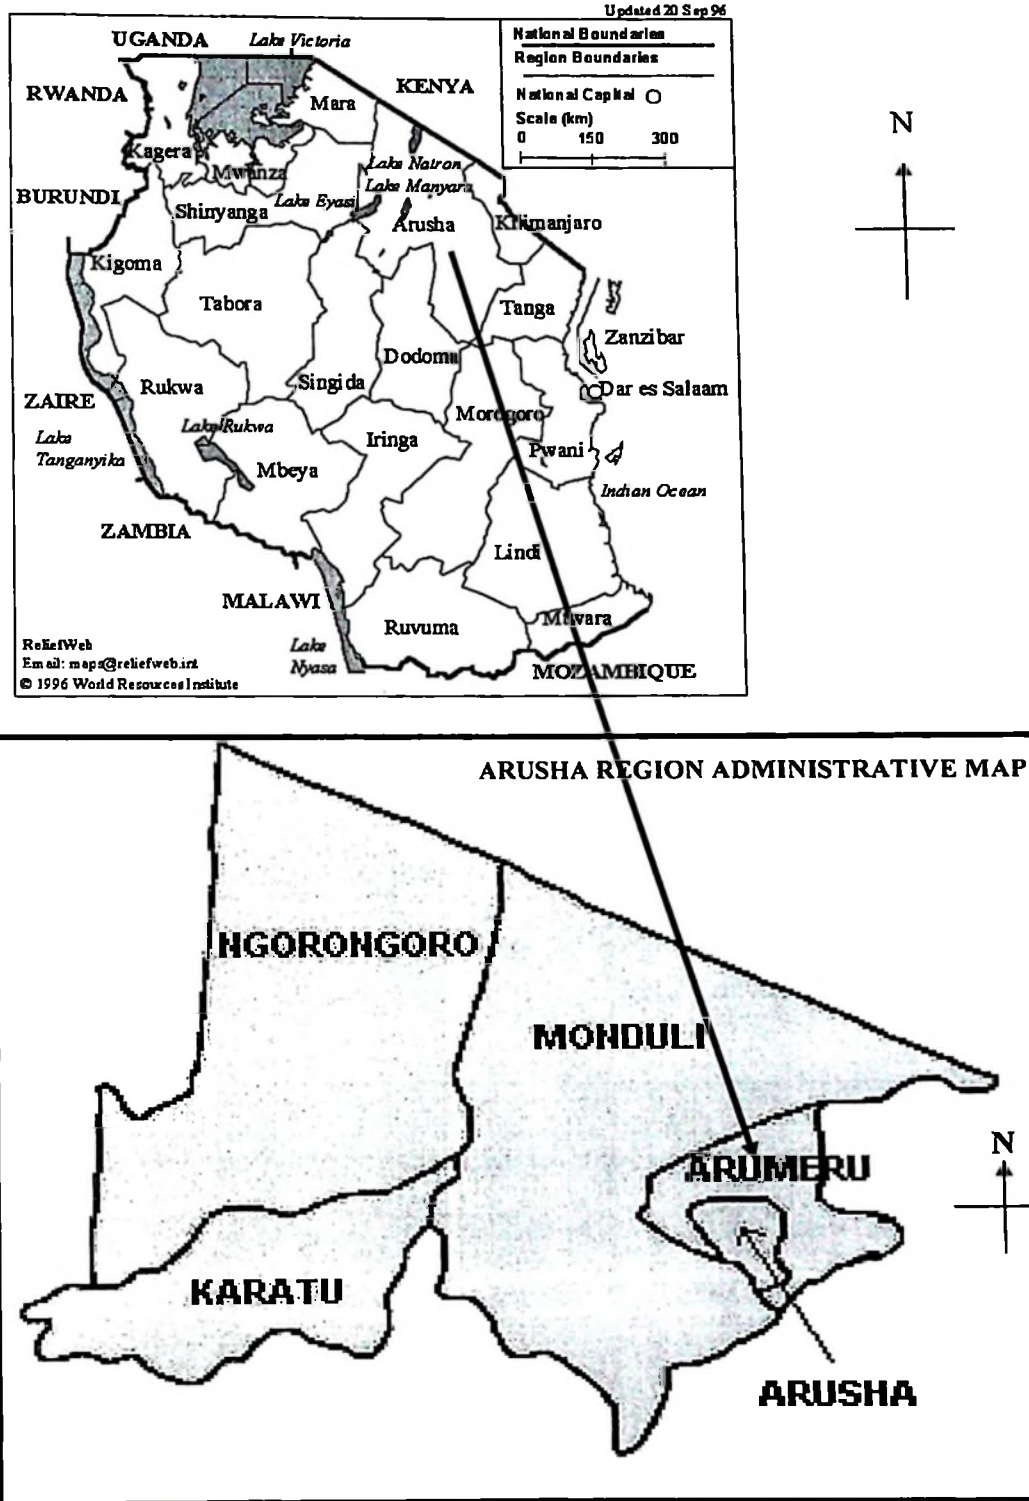 Updated 20 Sep 96
National Boundaries
Region Boundaries
National Capital
Scale (km)
0 150 300
UGANDA
Lake Victoria
KENYA
RWANDA
Mara
Kagera
Mwanza
Lake Natron
Lake Manyara
BURUNDI
Lake Eyasi
Shinyanga
Arusha
Kilimanjaro
Kigoma
Tabora
Tanga
Zanzibar
Dodoma
Singida
Rukwa
Dar es Salaam
ZAIRE
Morogoro
Lake
Tanganyika
Lake Rukwa
Iringa
Pwani
Mbeya
Indian Ocean
ZAMBIA
Lindi
MALAWI
Mtwara
Ruvuma
Lake
Nyasa
MOZAMBIQUE
ReliefWeb
Email: maps@reliefweb.int
© 1996 World Resources Institute
N
ARUSHA REGION ADMINISTRATIVE MAP
NGORONGORO
MONDULI
ARUMERU
N
KARATU
ARUSHA